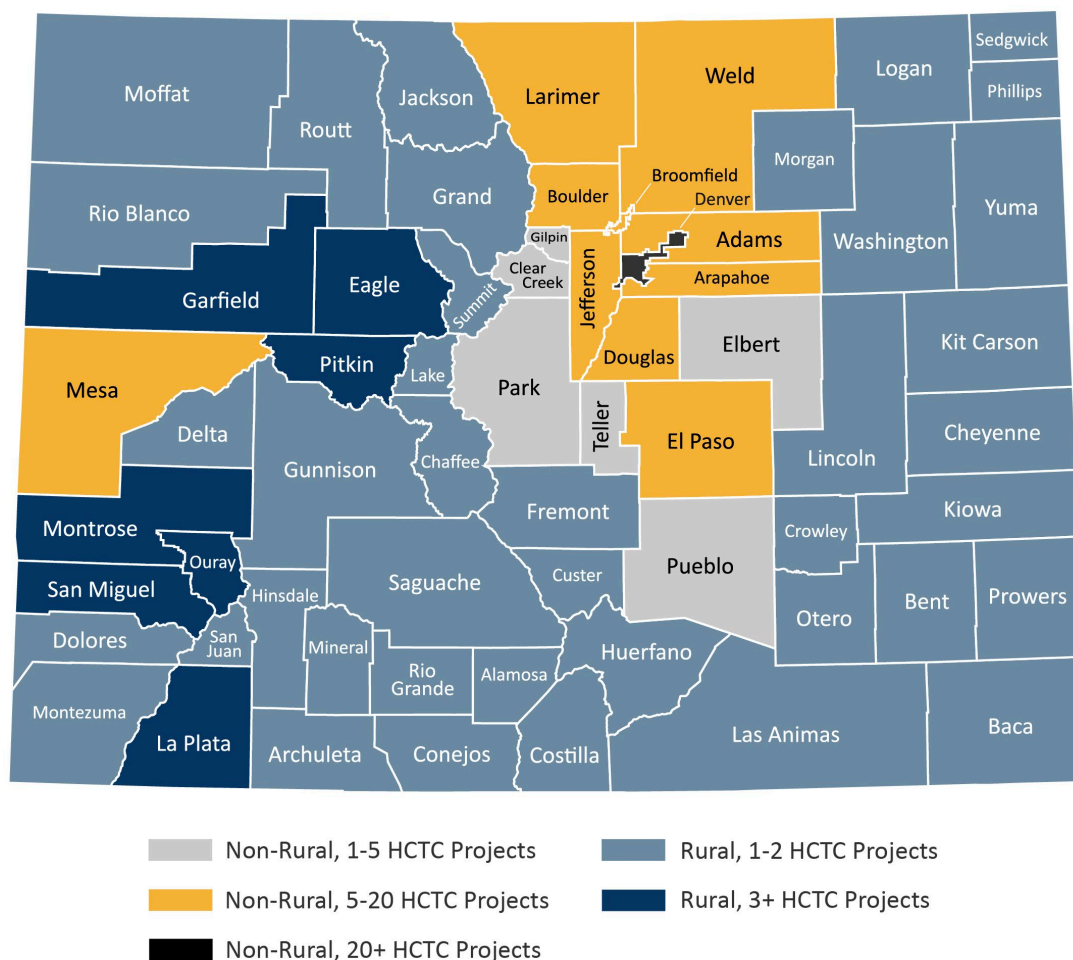 Sedgwick
Moffat
Routt
Jackson
Larimer
Weld
Logan
Phillips
Rio Blanco
Grand
Boulder
Broomfield
Denver
Morgan
Washington
Yuma
Gilpin
Adams
Garfield
Eagle
Summit
Clear
Creek
Jefferson
Arapahoe
Mesa
Pitkin
Lake
Park
Douglas
Elbert
Kit Carson
Delta
Gunnison
Chaffee
Teller
El Paso
Lincoln
Cheyenne
Montrose
Ouray
Fremont
Crowley
Kiowa
San Miguel
Hinsdale
Saguache
Custer
Pueblo
Otero
Bent
Prowers
Dolores
San
Juan
Mineral
Rio
Grande
Alamosa
Huerfano
Montezuma
La Plata
Archuleta
Conejos
Costilla
Las Animas
Baca
Non-Rural, 1-5 HCTC Projects
Non-Rural, 5-20 HCTC Projects
Non-Rural, 20+ HCTC Projects
Rural, 1-2 HCTC Projects
Rural, 3+ HCTC Projects